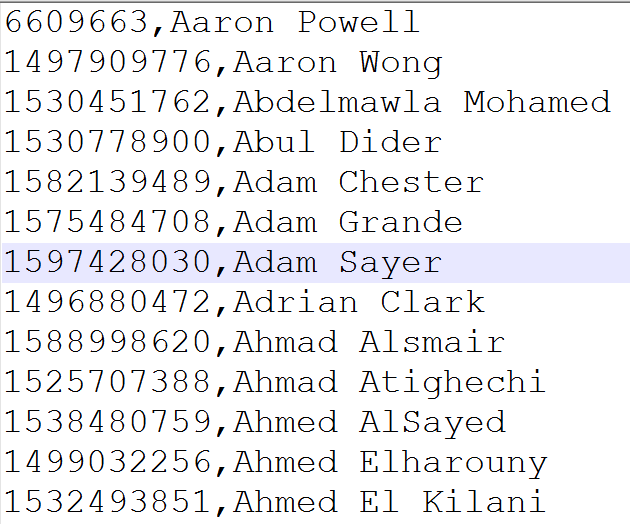 6609663,Aaron Powell
1497909776,Aaron Wong
1530451762,Abdelmawla Mohamed
1530778900,Abul Dider
1582139489,Adam Chester
1575484708,Adam Grande
1597428030,Adam Sayer
1496880472,Adrian Clark
1588998620,Ahmad Alsmair
1525707388,Ahmad Atighechi
1538480759,Ahmed AlSayed
1499032256,Ahmed Elharouny
1532493851,Ahmed El Kilani